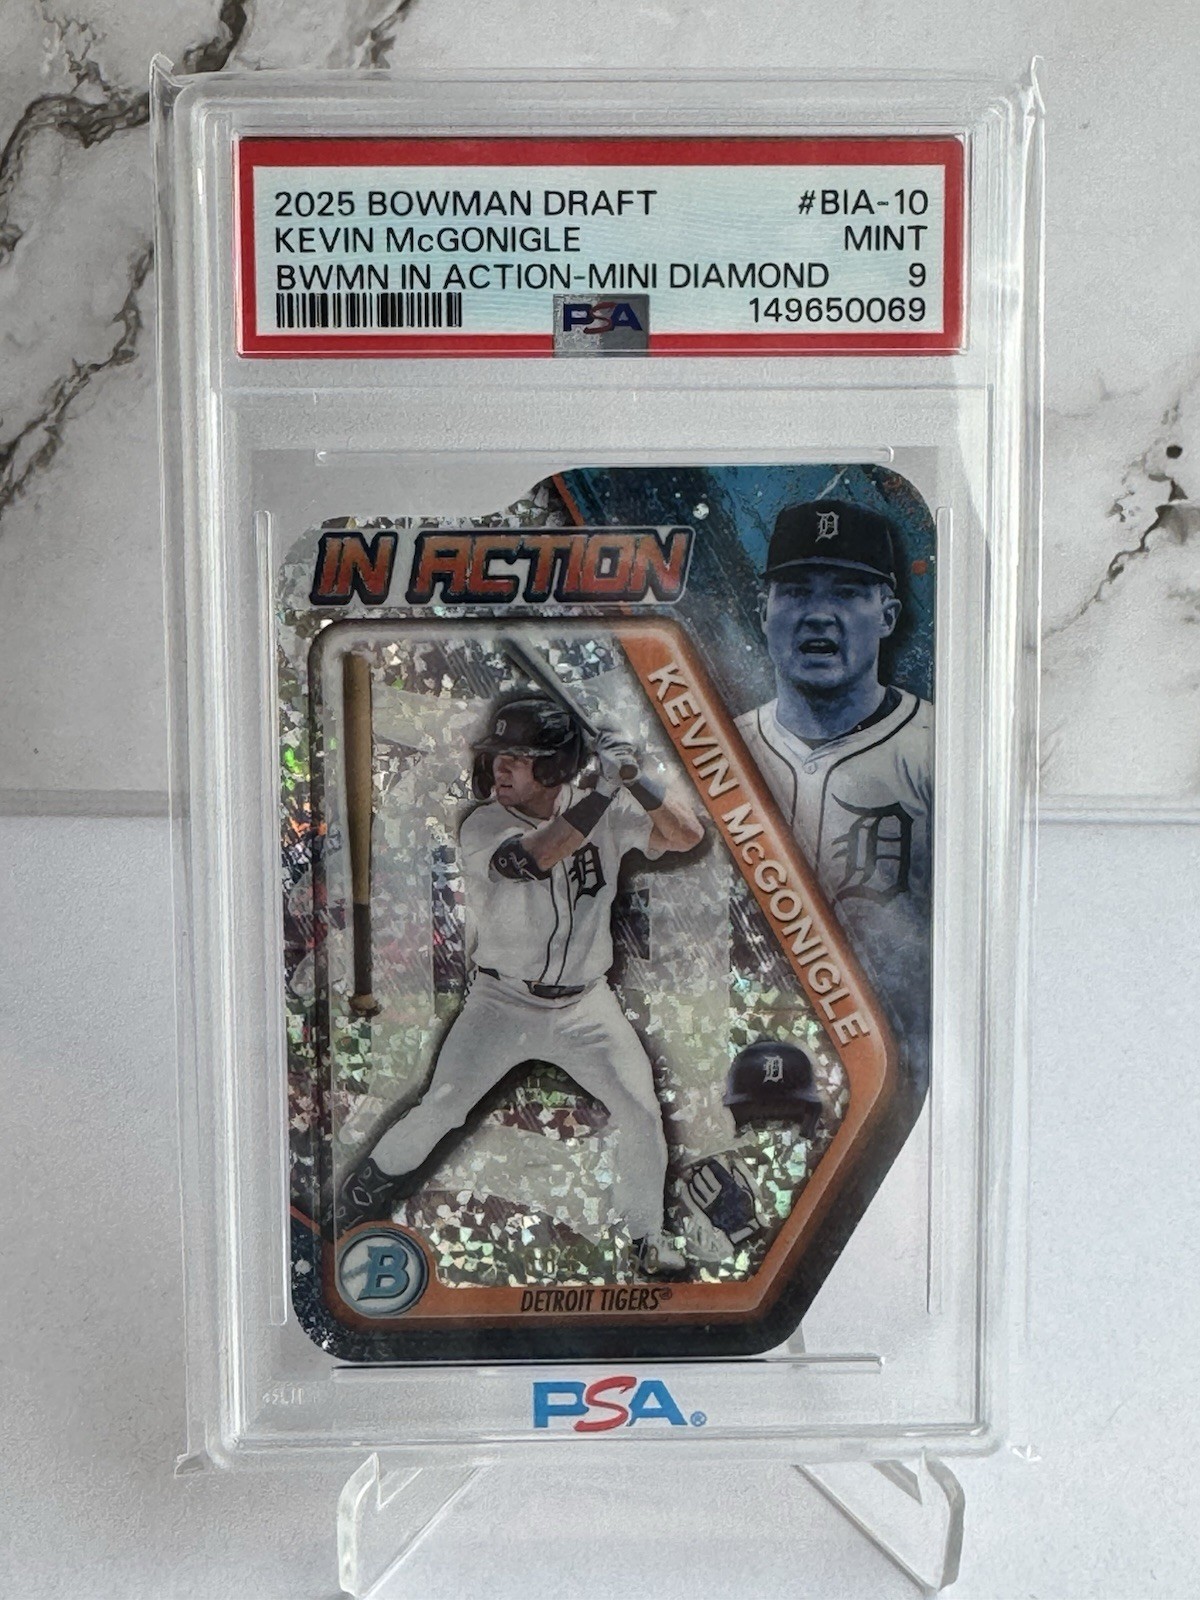 2025 BOWMAN DRAFT #BIA-10
KEVIN McGONIGLE MINT
BWMN IN ACTION-MINI DIAMOND 9
PSA 149650069
IN ACTION
KEVIN McGONIGLE
D
D
D
D
D
B
DETROIT TIGERS®
PSA®